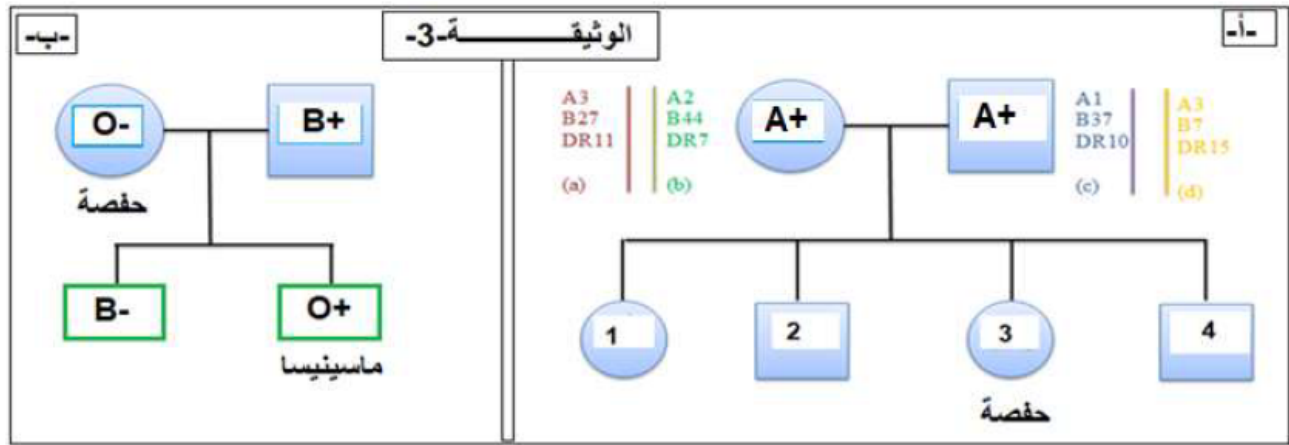 -أ-
الوثيقة-3-
-ب-
A3
B27
DR11
(a)
A2
B44
DR7
(b)
A+
A+
A1
B37
DR10
(c)
A3
B7
DR15
(d)
1
2
3
4
حفصة
O-
B+
حفصة
B-
O+
ماسينيسا